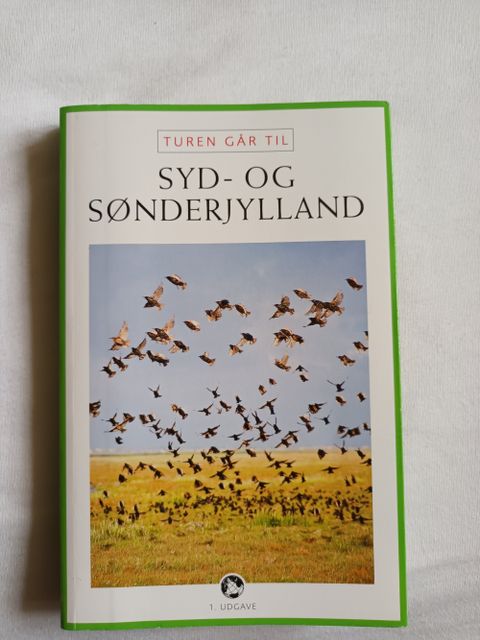 TUREN GÅR TIL
SYD- OG
SØNDERJYLLAND
1. UDGAVE